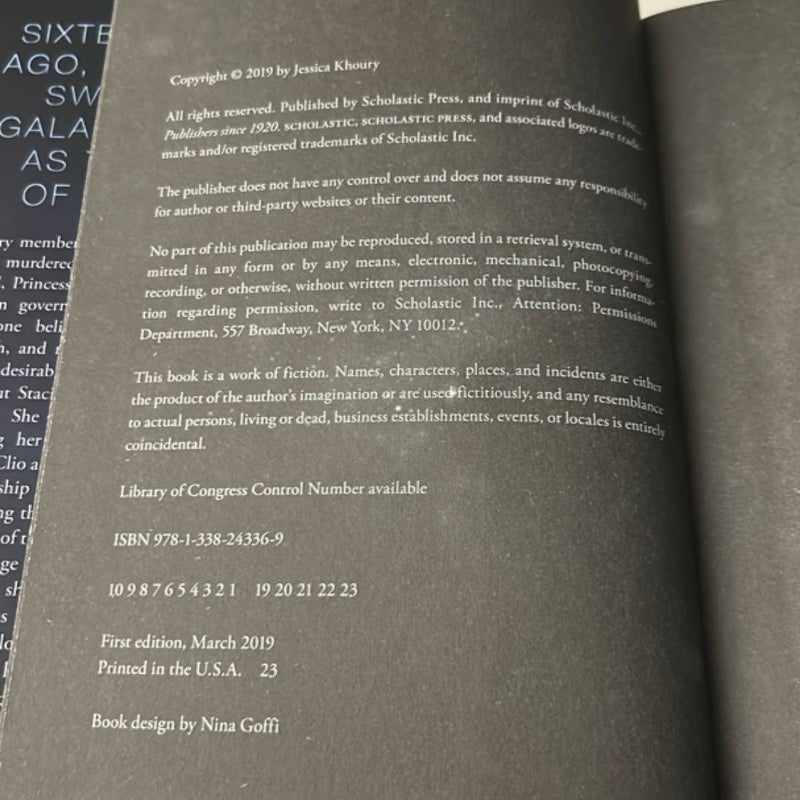 SIXTE
AGO,
SW
GALA
AS
OF
ry membe
murdered
, Princess
n govern
one beli
h, and
desirab
ut Staci
She
g her
Clio a
ship
ng th
of t
ge
sh
s
Copyright © 2019 by Jessica Khoury
All rights reserved. Published by Scholastic Press, and imprint of Scholastic Inc.,
Publishers since 1920. SCHOLASTIC, SCHOLASTIC PRESS, and associated logos are trade-
marks and/or registered trademarks of Scholastic Inc.
The publisher does not have any control over and does not assume any responsibility
for author or third-party websites or their content.
No part of this publication may be reproduced, stored in a retrieval system, or trans-
mitted in any form or by any means, electronic, mechanical, photocopying,
recording, or otherwise, without written permission of the publisher. For informa-
tion regarding permission, write to Scholastic Inc., Attention: Permissions
Department, 557 Broadway, New York, NY 10012.
This book is a work of fiction. Names, characters, places, and incidents are either
the product of the author's imagination or are used fictitiously, and any resemblance
to actual persons, living or dead, business establishments, events, or locales is entirely
coincidental.
Library of Congress Control Number available
ISBN 978-1-338-24336-9
10 9 8 7 6 5 4 3 2 1 19 20 21 22 23
First edition, March 2019
Printed in the U.S.A. 23
Book design by Nina Goffi